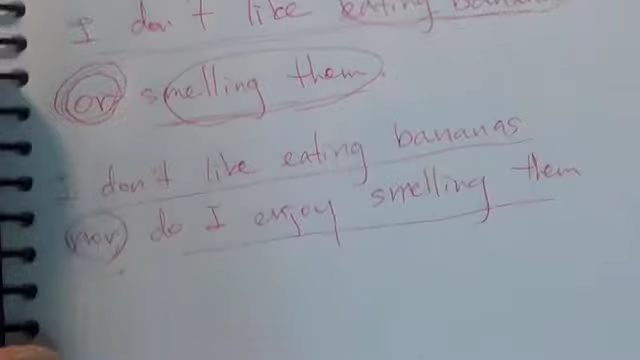 I don't like eating bananas
or smelling them.
I don't like eating bananas
nor do I enjoy smelling them